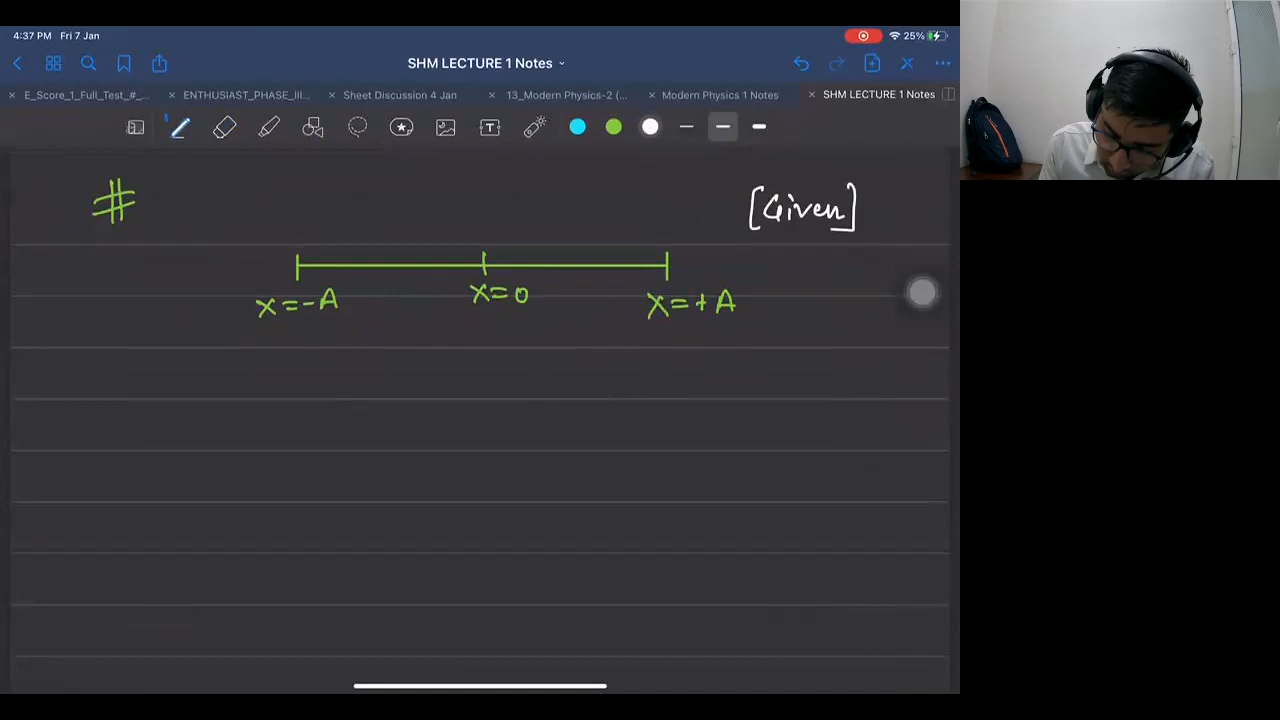 4:37 PM Fri 7 Jan
25%
SHM LECTURE 1 Notes
E_Score_1_Full_Test_#_...
ENTHUSIAST_PHASE_III...
Sheet Discussion 4 Jan
13_Modern Physics-2 (...
Modern Physics 1 Notes
SHM LECTURE 1 Notes
T
#
[Given]
x=-A
x=0
x=+A